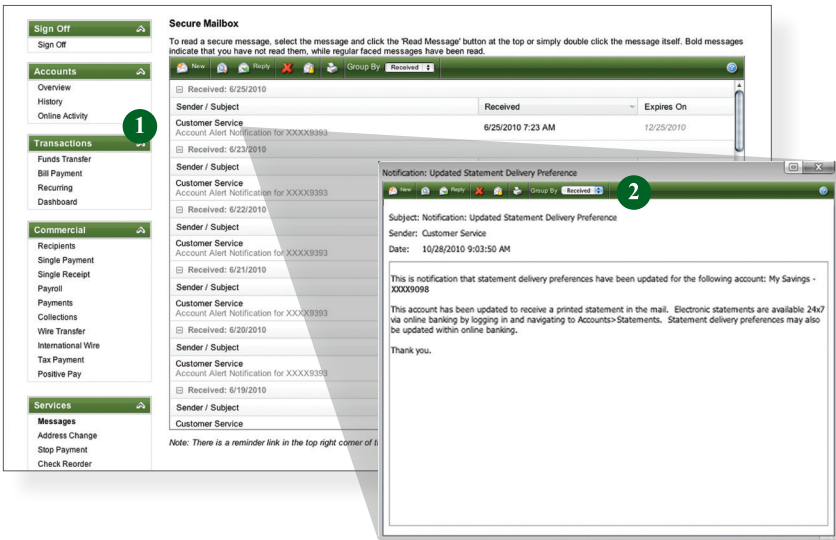 Sign Off
Sign Off
Accounts
Overview
History
Online Activity
1
Transactions
Funds Transfer
Bill Payment
Recurring
Dashboard
Commercial
Recipients
Single Payment
Single Receipt
Payroll
Payments
Collections
Wire Transfer
International Wire
Tax Payment
Positive Pay
Services
Messages
Address Change
Stop Payment
Check Reorder
Secure Mailbox
To read a secure message, select the message and click the 'Read Message' button at the top or simply double click the message itself. Bold messages
indicate that you have not read them, while regular faced messages have been read.
New Reply Group By Received
Received: 6/25/2010
Sender / Subject Received Expires On
Customer Service
Account Alert Notification for XXXX9393 6/25/2010 7:23 AM 12/25/2010
Received: 6/23/2010
Sender / Subject
Customer Service
Account Alert Notification for XXXX9393
Received: 6/22/2010
Sender / Subject
Customer Service
Account Alert Notification for XXXX9393
Received: 6/21/2010
Sender / Subject
Customer Service
Account Alert Notification for XXXX9393
Received: 6/20/2010
Sender / Subject
Customer Service
Account Alert Notification for XXXX9393
Received: 6/19/2010
Sender / Subject
Customer Service
Note: There is a reminder link in the top right corner of t
Notification: Updated Statement Delivery Preference
New Reply Group By Received
2
Subject: Notification: Updated Statement Delivery Preference
Sender: Customer Service
Date: 10/28/2010 9:03:50 AM
This is notification that statement delivery preferences have been updated for the following account: My Savings -
XXXX9098
This account has been updated to receive a printed statement in the mail. Electronic statements are available 24x7
via online banking by logging in and navigating to Accounts>Statements. Statement delivery preferences may also
be updated within online banking.
Thank you.